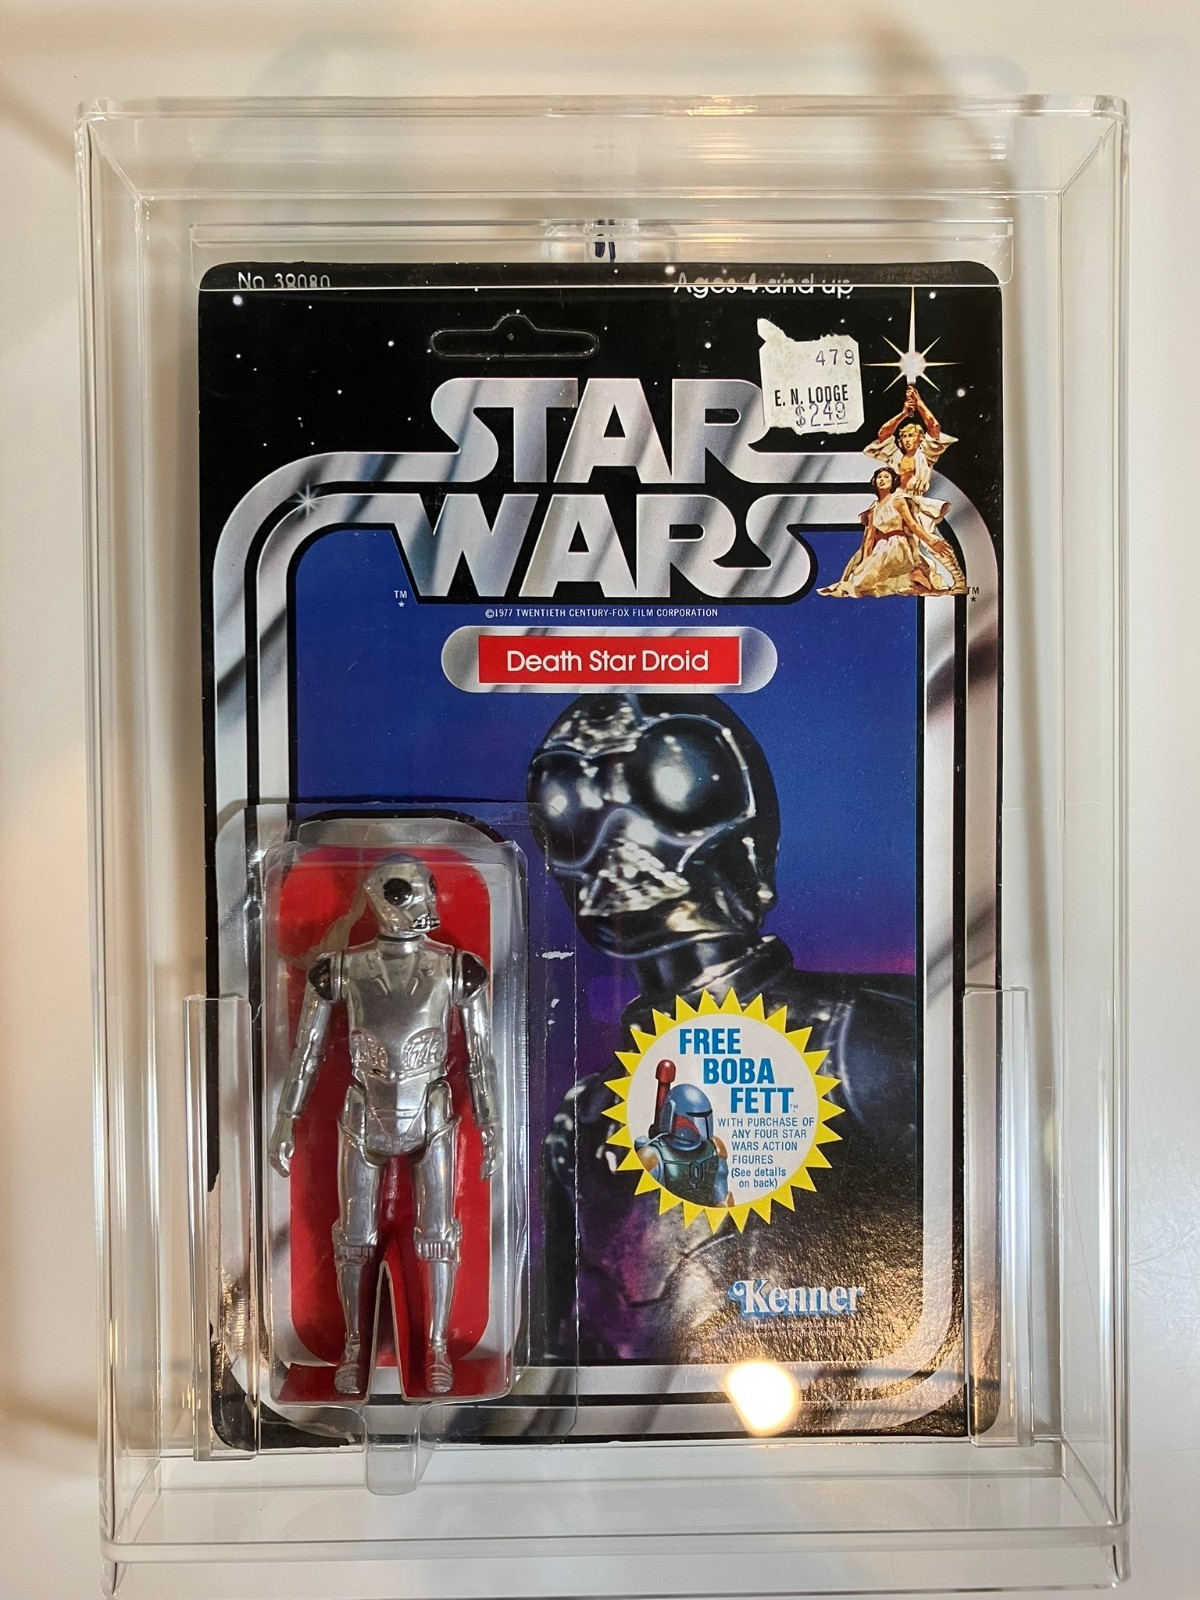 No. 39080
Ages 4 and up
479
E. N. LODGE
$2.49
STAR
WARS
TM
*
TM
*
©1977 TWENTIETH CENTURY-FOX FILM CORPORATION
Death Star Droid
FREE
BOBA
FETT™
WITH PURCHASE OF
ANY FOUR STAR
WARS ACTION
FIGURES
(See details
on back)
Kenner